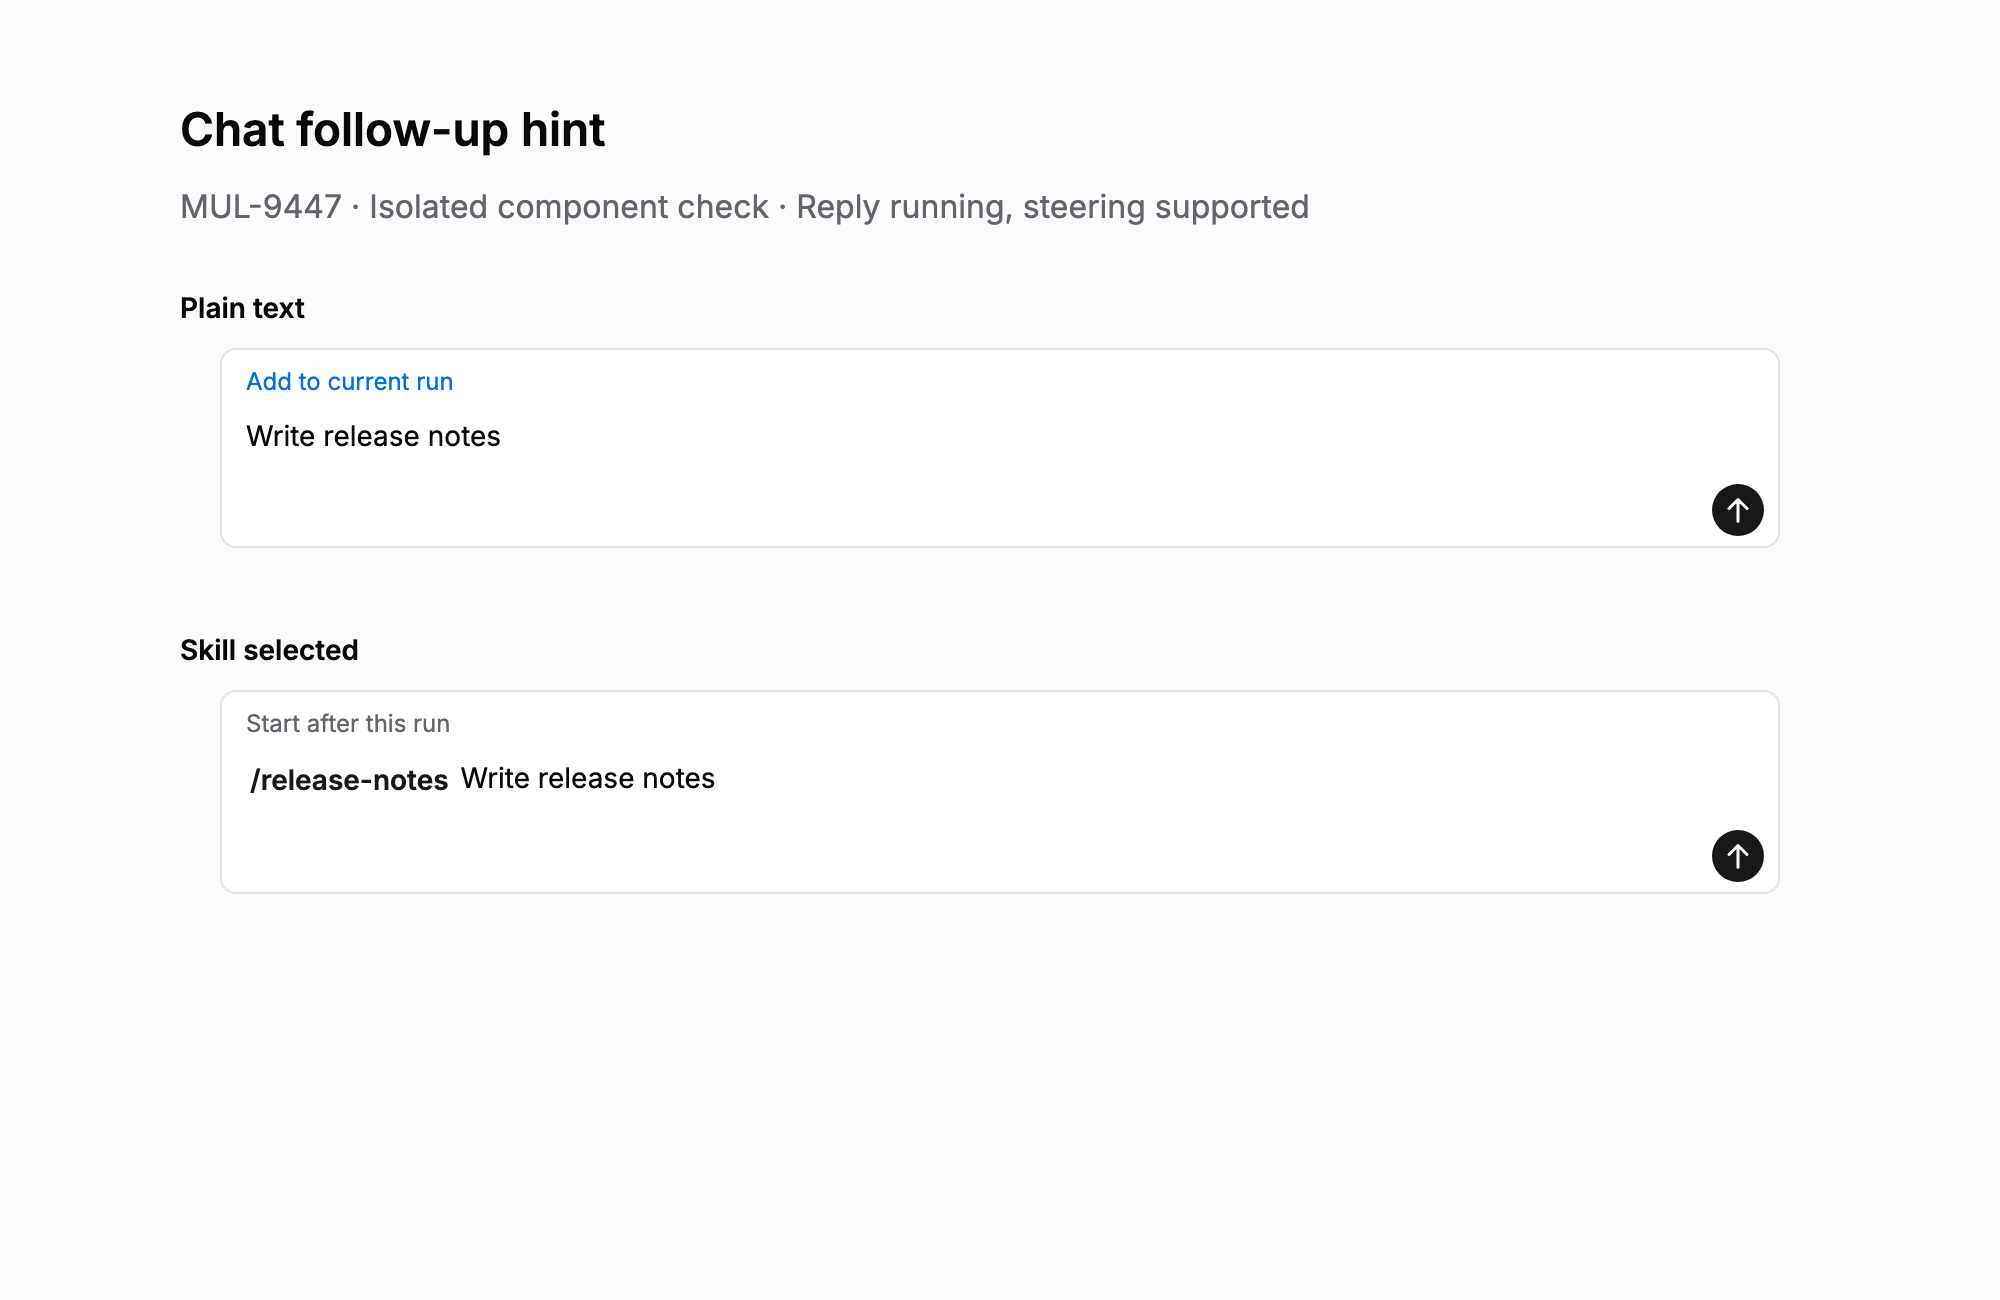 Chat follow-up hint
MUL-9447 · Isolated component check · Reply running, steering supported
Plain text
Add to current run
Write release notes
Skill selected
Start after this run
/release-notes Write release notes